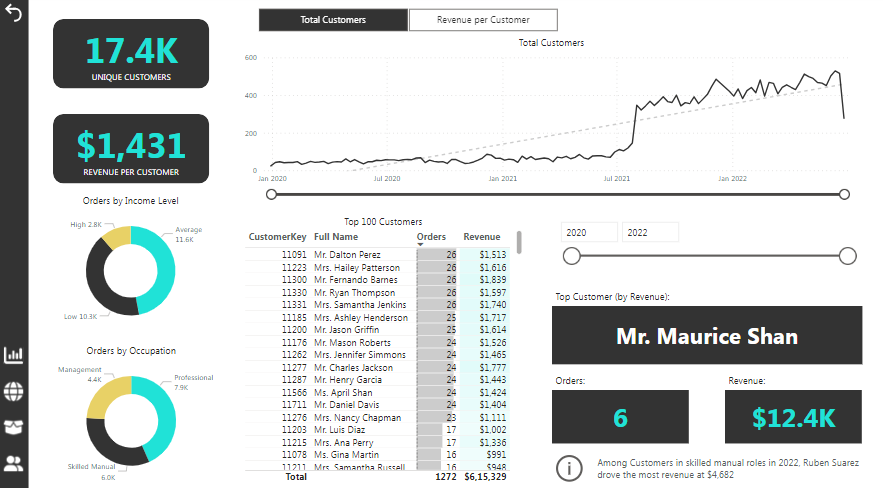 Total Customers
Revenue per Customer
17.4K
UNIQUE CUSTOMERS
$1,431
REVENUE PER CUSTOMER
Total Customers
600
400
200
0
Jan 2020
Jul 2020
Jan 2021
Jul 2021
Jan 2022
Orders by Income Level
High 2.8K
Average
11.6K
Low 10.3K
Orders by Occupation
Management
4.4K
Professional
7.9K
Skilled Manual
6.0K
Top 100 Customers
CustomerKey Full Name Orders Revenue
11091 Mr. Dalton Perez 26 $1,513
11223 Mrs. Hailey Patterson 26 $1,616
11300 Mr. Fernando Barnes 26 $1,839
11330 Mr. Ryan Thompson 26 $1,597
11331 Mrs. Samantha Jenkins 26 $1,740
11185 Mrs. Ashley Henderson 25 $1,717
11200 Mr. Jason Griffin 25 $1,614
11176 Mr. Mason Roberts 24 $1,526
11262 Mrs. Jennifer Simmons 24 $1,465
11277 Mr. Charles Jackson 24 $1,777
11287 Mr. Henry Garcia 24 $1,443
11566 Ms. April Shan 24 $1,424
11711 Mr. Daniel Davis 24 $1,404
11276 Mrs. Nancy Chapman 23 $1,111
11203 Mr. Luis Diaz 17 $1,002
11215 Mrs. Ana Perry 17 $1,336
11078 Ms. Gina Martin 16 $991
11211 Mrs. Samantha Russell 16 $948
Total 1272 $6,15,329
2020
2022
Top Customer (by Revenue):
Mr. Maurice Shan
Orders:
Revenue:
6
$12.4K
Among Customers in skilled manual roles in 2022, Ruben Suarez
drove the most revenue at $4,682